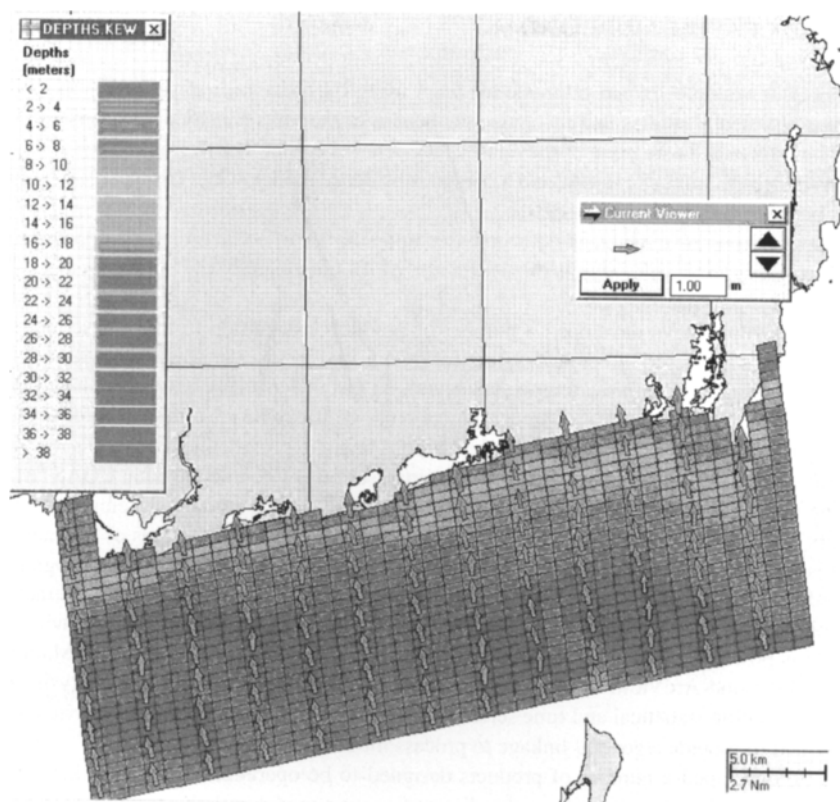 DEPTHS.KEW
Depths
(meters)
< 2
2 -> 4
4 -> 6
6 -> 8
8 -> 10
10 -> 12
12 -> 14
14 -> 16
16 -> 18
18 -> 20
20 -> 22
22 -> 24
24 -> 26
26 -> 28
28 -> 30
30 -> 32
32 -> 34
34 -> 36
36 -> 38
> 38
Current Viewer
Apply 1.00 m
5.0 km
2.7 Nm